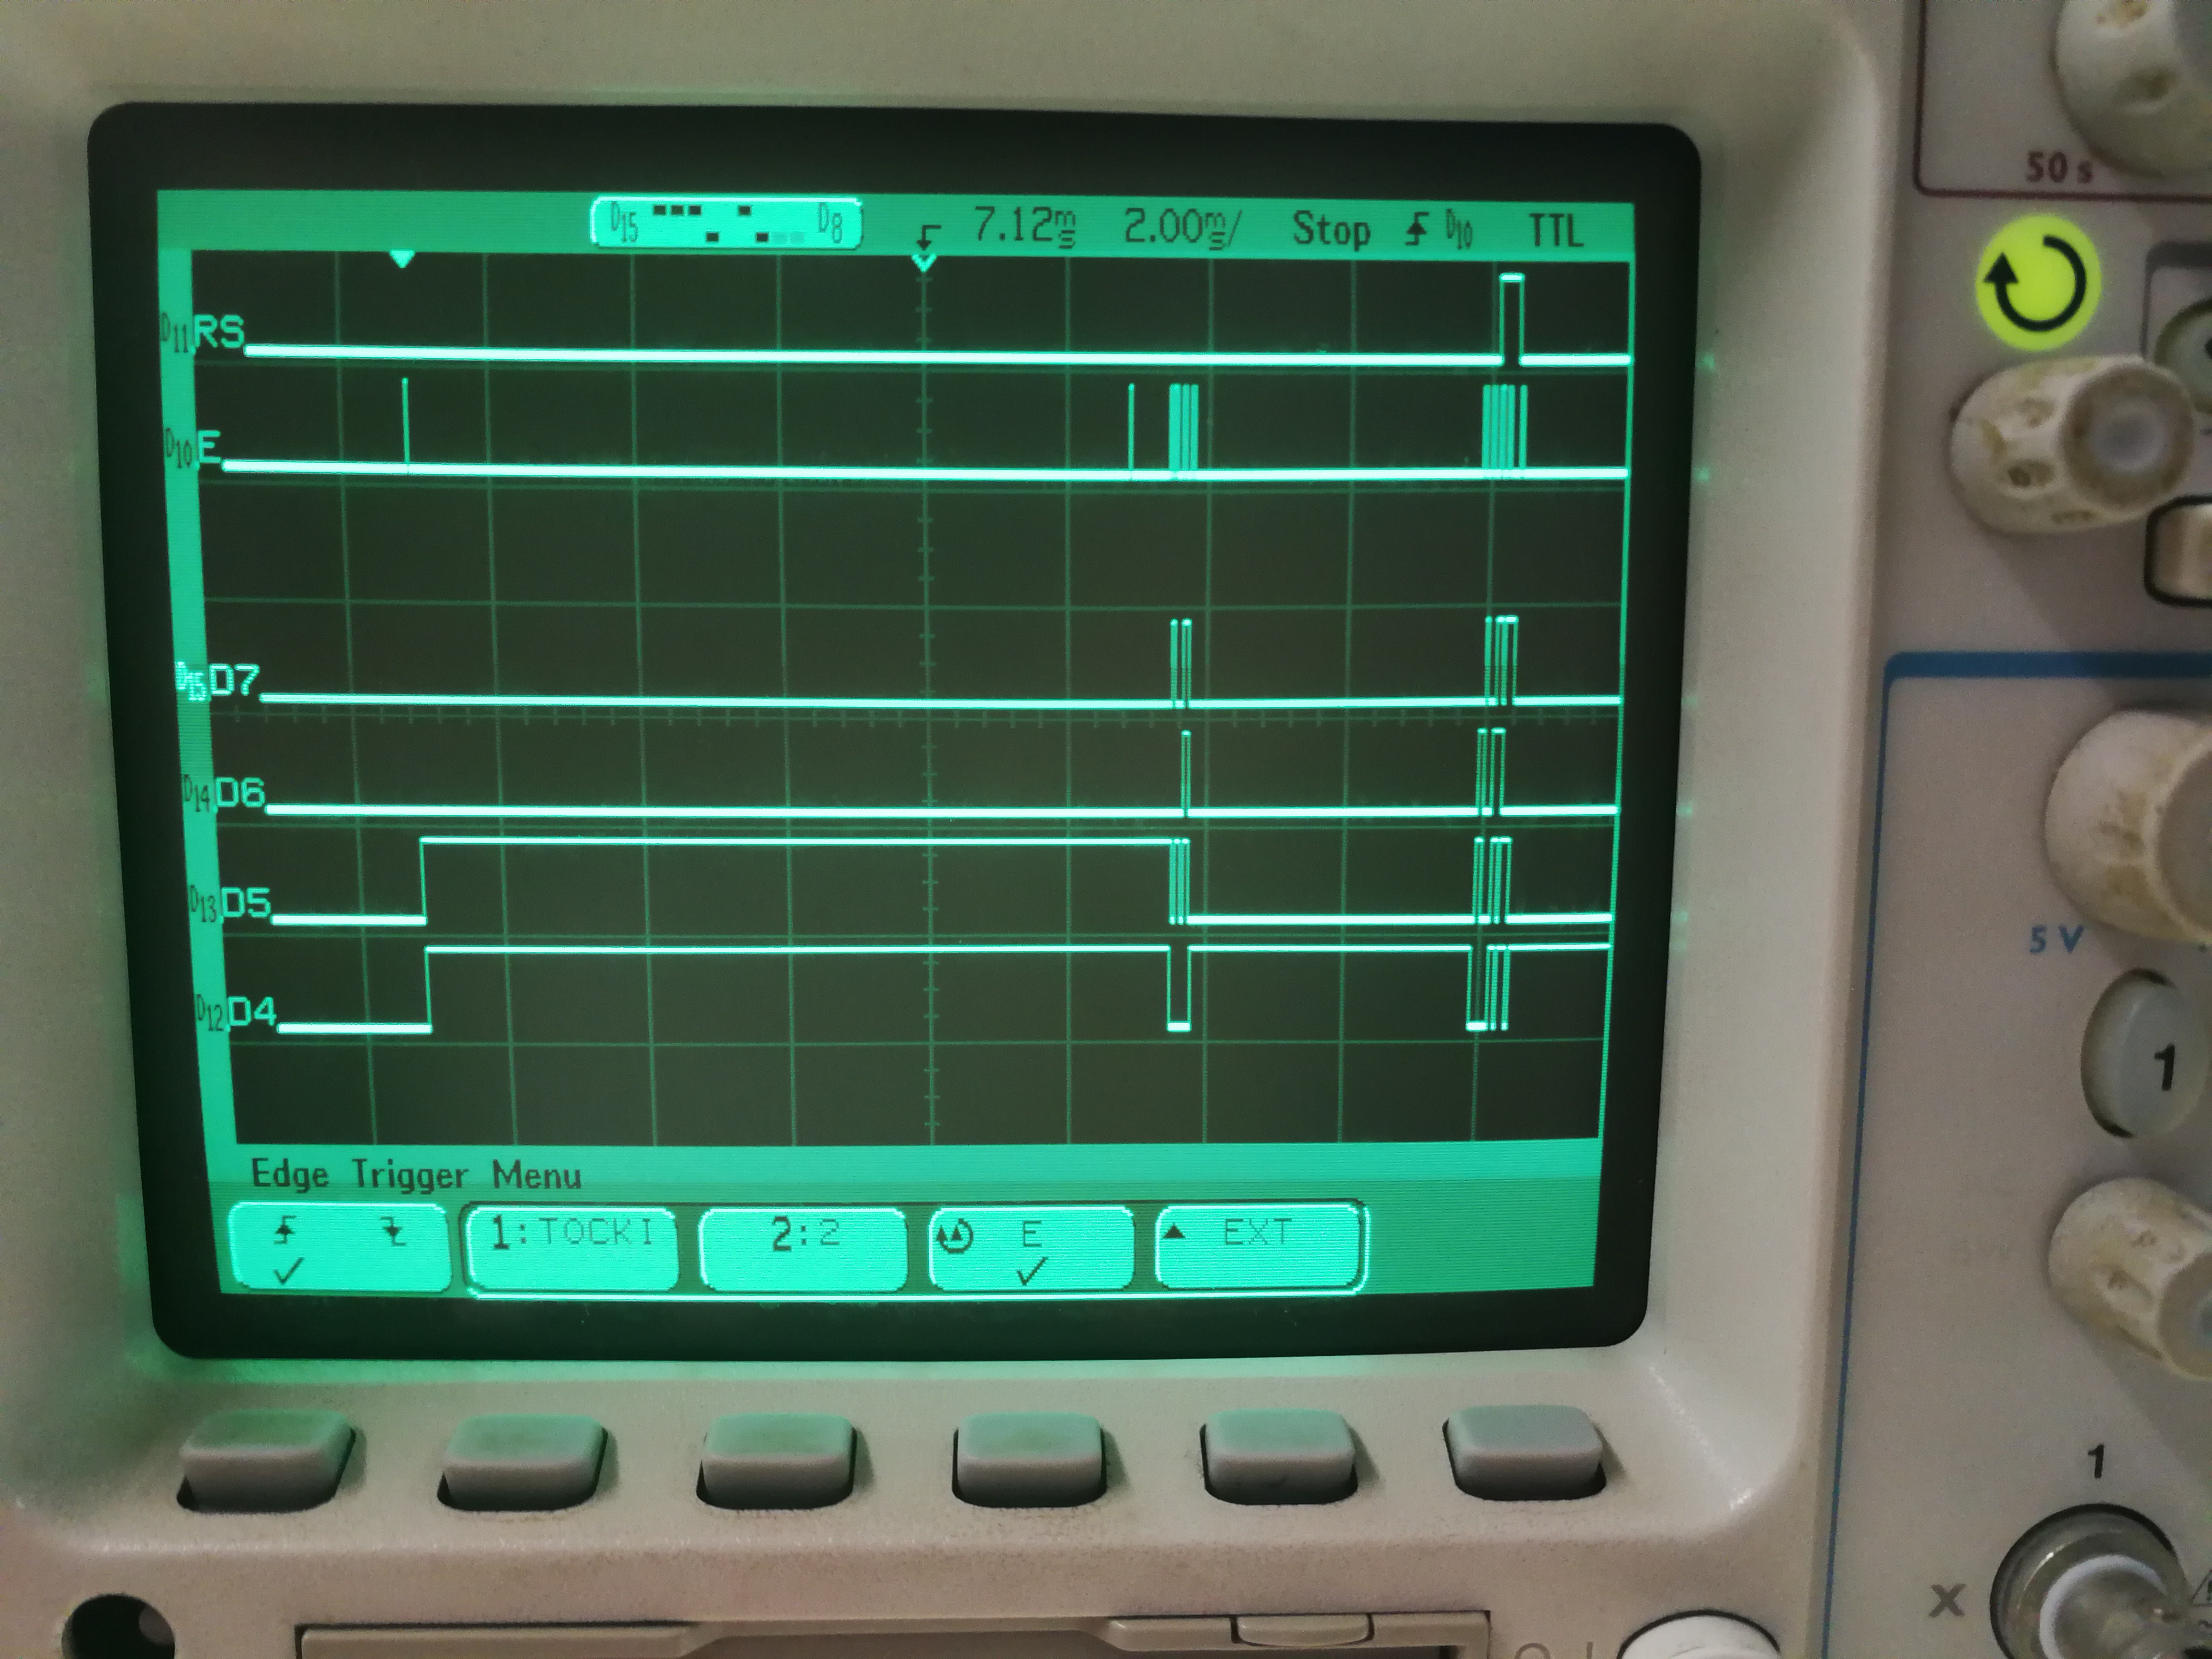 D15 D8 7.12ms 2.00ms/ Stop D10 TTL
D11 RS
D10 E
D15 D7
D14 D6
D13 D5
D12 D4
Edge Trigger Menu
1:TOCKI 2:2 E EXT
50 s
5 V
1
1
X